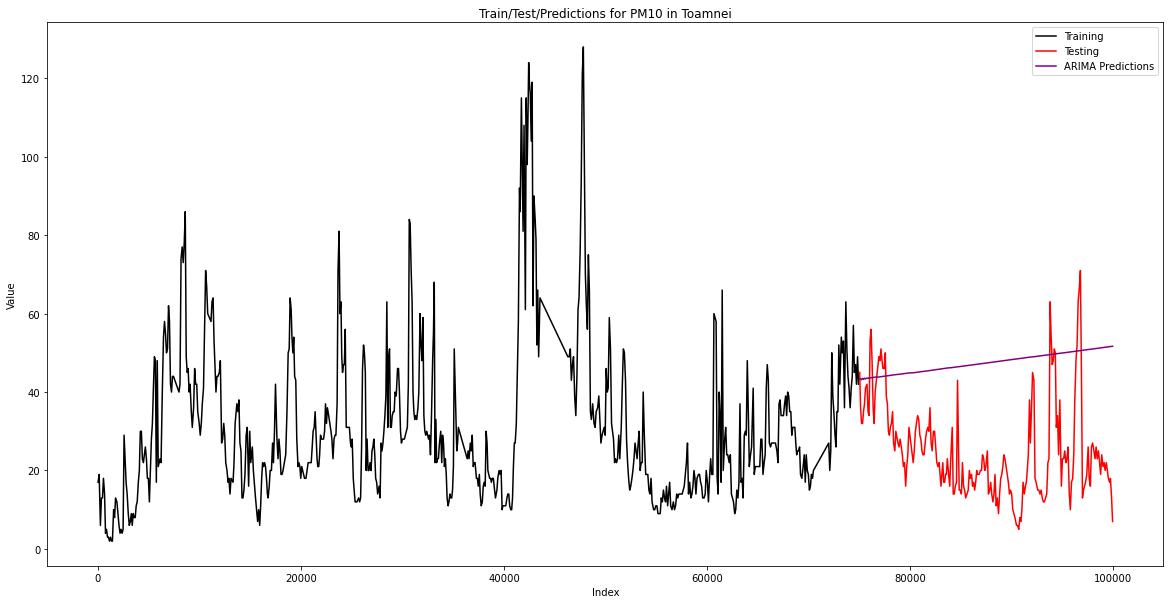 Train/Test/Predictions for PM10 in Toamnei
Training
Testing
ARIMA Predictions
120
100
80
60
40
20
0
Value
0 20000 40000 60000 80000 100000
Index